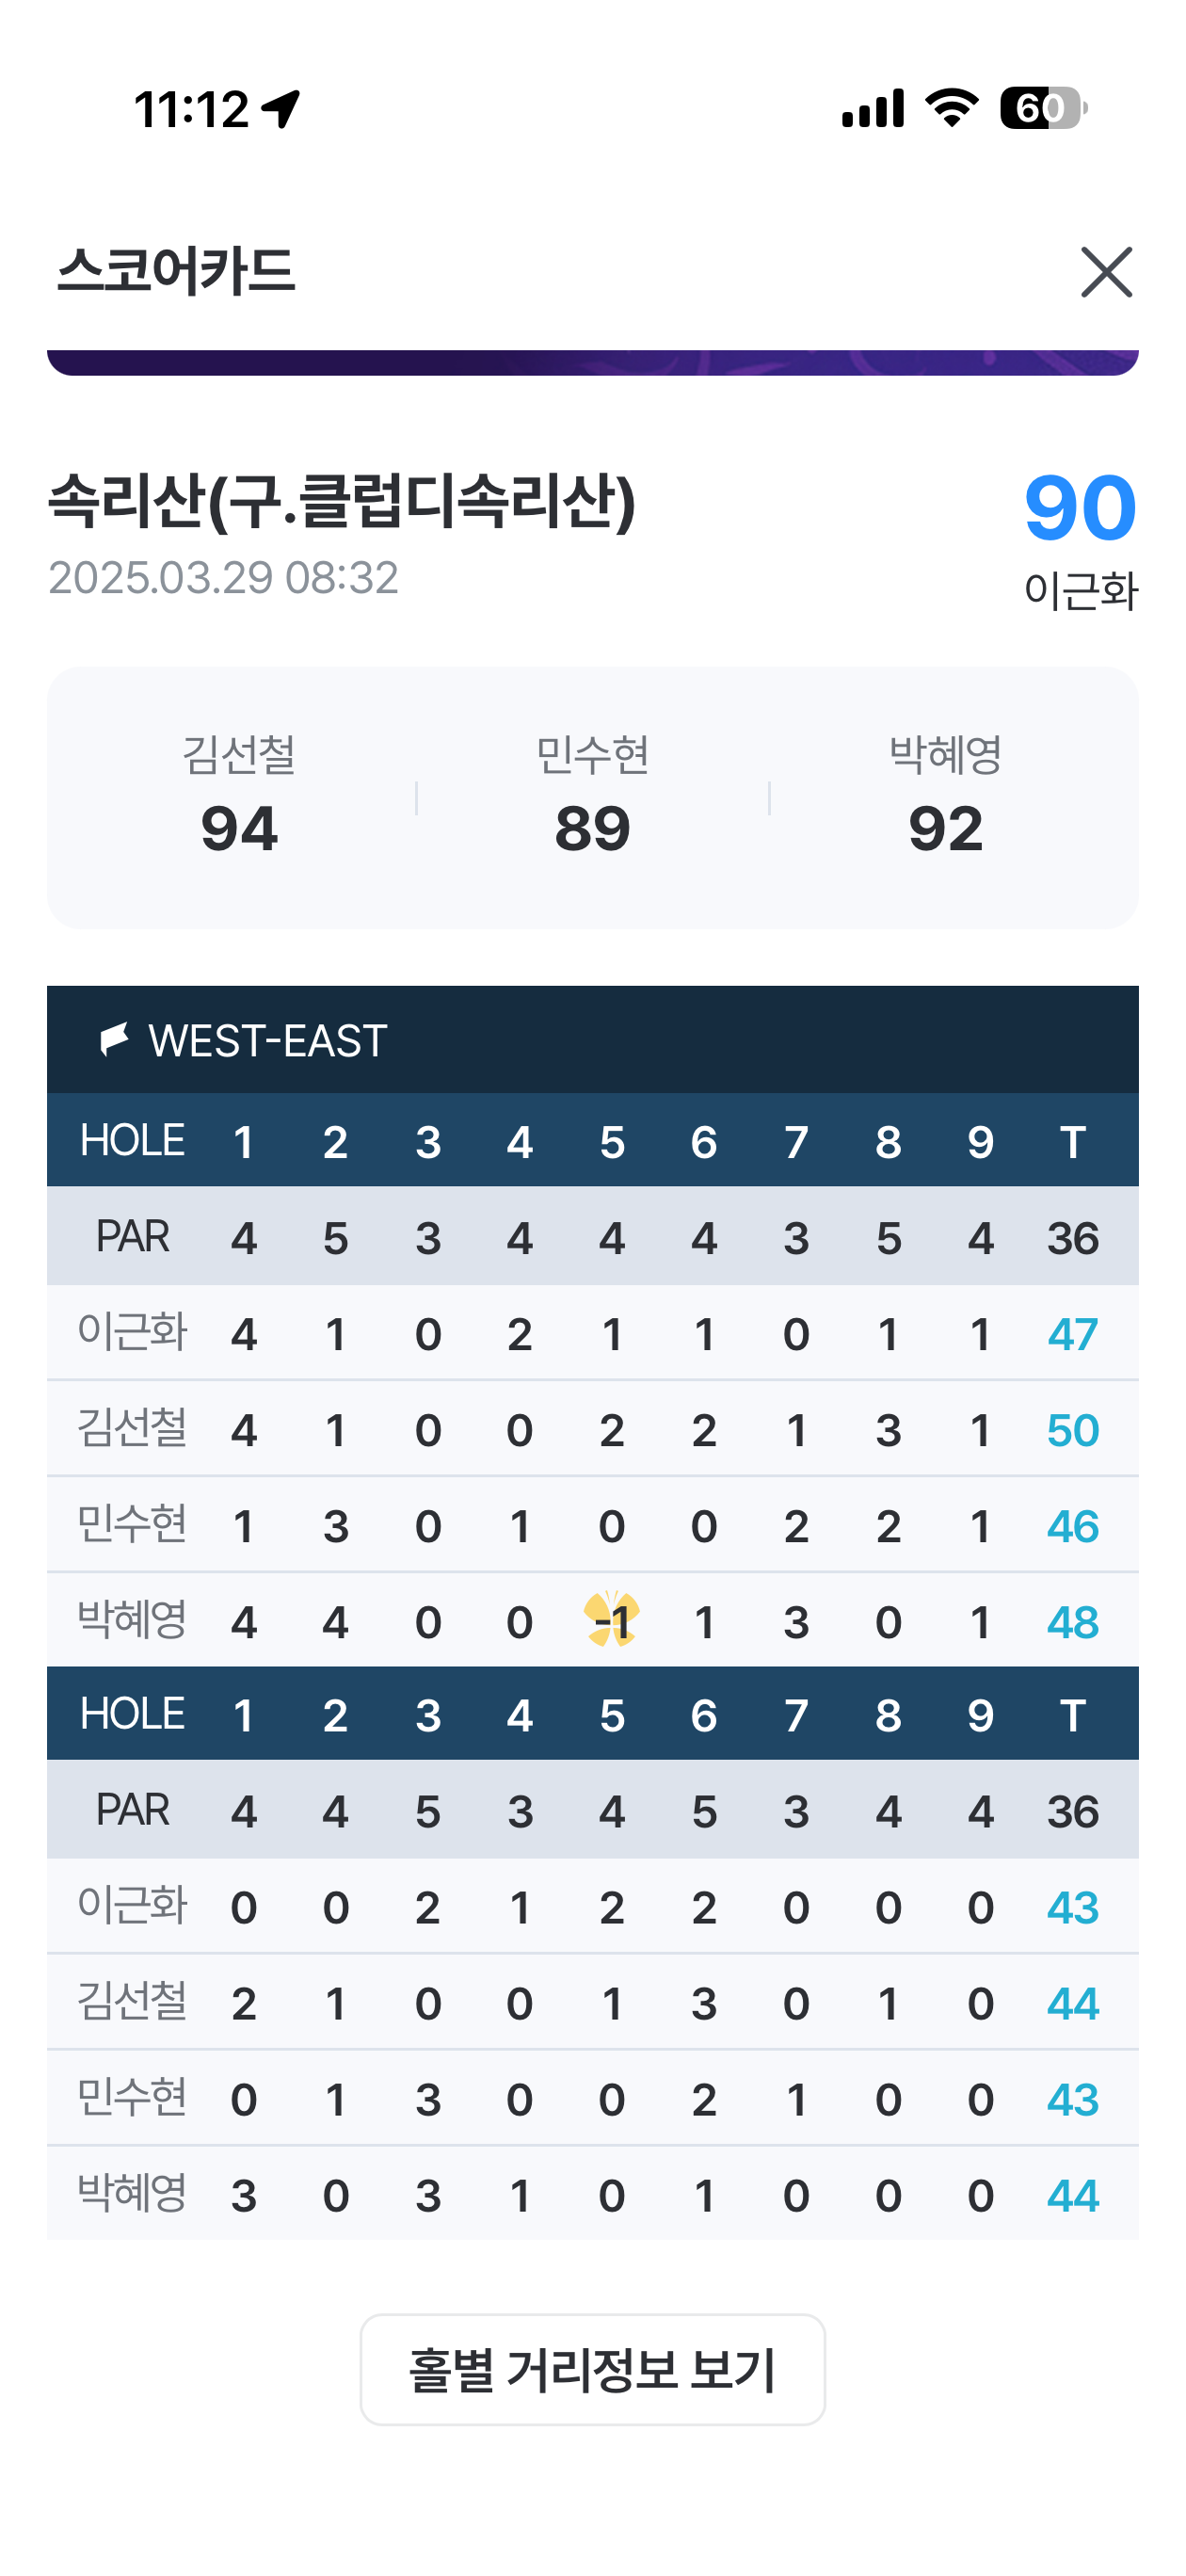 11:12
60
스코어카드
속리산(구.클럽디속리산)
90
2025.03.29 08:32
이근화
김선철 민수현 박혜영
94 89 92
WEST-EAST
HOLE 1 2 3 4 5 6 7 8 9 T
PAR 4 5 3 4 4 4 3 5 4 36
이근화 4 1 0 2 1 1 0 1 1 47
김선철 4 1 0 0 2 2 1 3 1 50
민수현 1 3 0 1 0 0 2 2 1 46
박혜영 4 4 0 0 -1 1 3 0 1 48
HOLE 1 2 3 4 5 6 7 8 9 T
PAR 4 4 5 3 4 5 3 4 4 36
이근화 0 0 2 1 2 2 0 0 0 43
김선철 2 1 0 0 1 3 0 1 0 44
민수현 0 1 3 0 0 2 1 0 0 43
박혜영 3 0 3 1 0 1 0 0 0 44
홀별 거리정보 보기